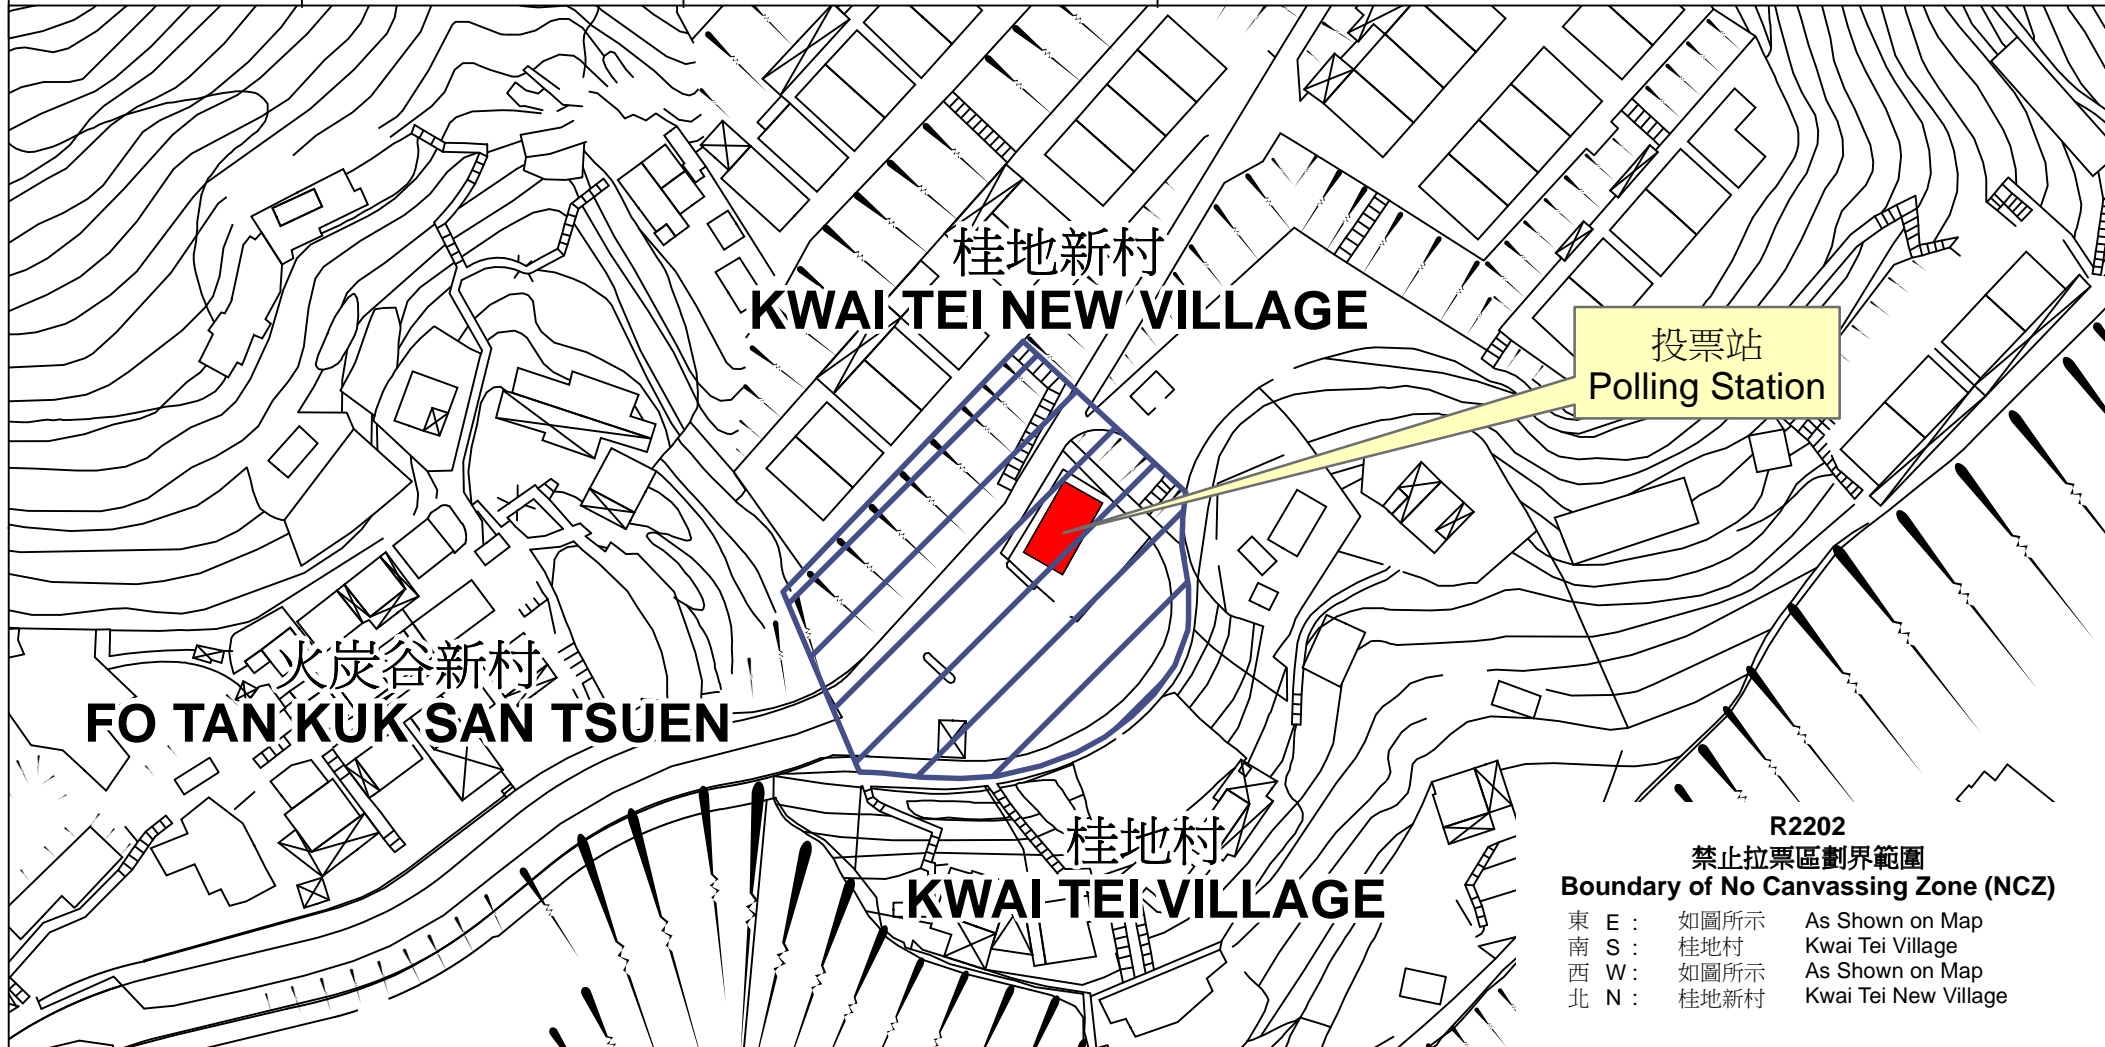 桂地新村
KWAI TEI NEW VILLAGE
投票站
Polling Station
火炭谷新村
FO TAN KUK SAN TSUEN
桂地村
KWAI TEI VILLAGE
R2202
禁止拉票區劃界範圍
Boundary of No Canvassing Zone (NCZ)
東 E : 如圖所示 As Shown on Map
南 S : 桂地村 Kwai Tei Village
西 W : 如圖所示 As Shown on Map
北 N : 桂地新村 Kwai Tei New Village